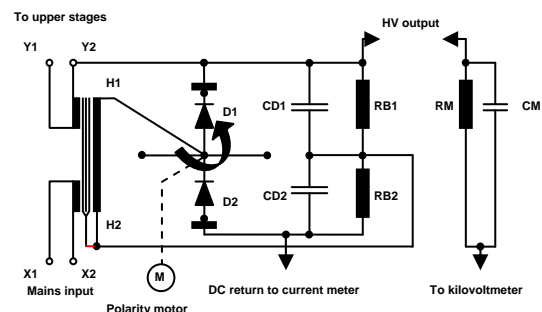 To upper stages
HV output
Y1
Y2
H1
D1
CD1
RB1
RM
CM
D2
CD2
RB2
H2
X1
X2
M
Mains input
DC return to current meter
To kilovoltmeter
Polarity motor